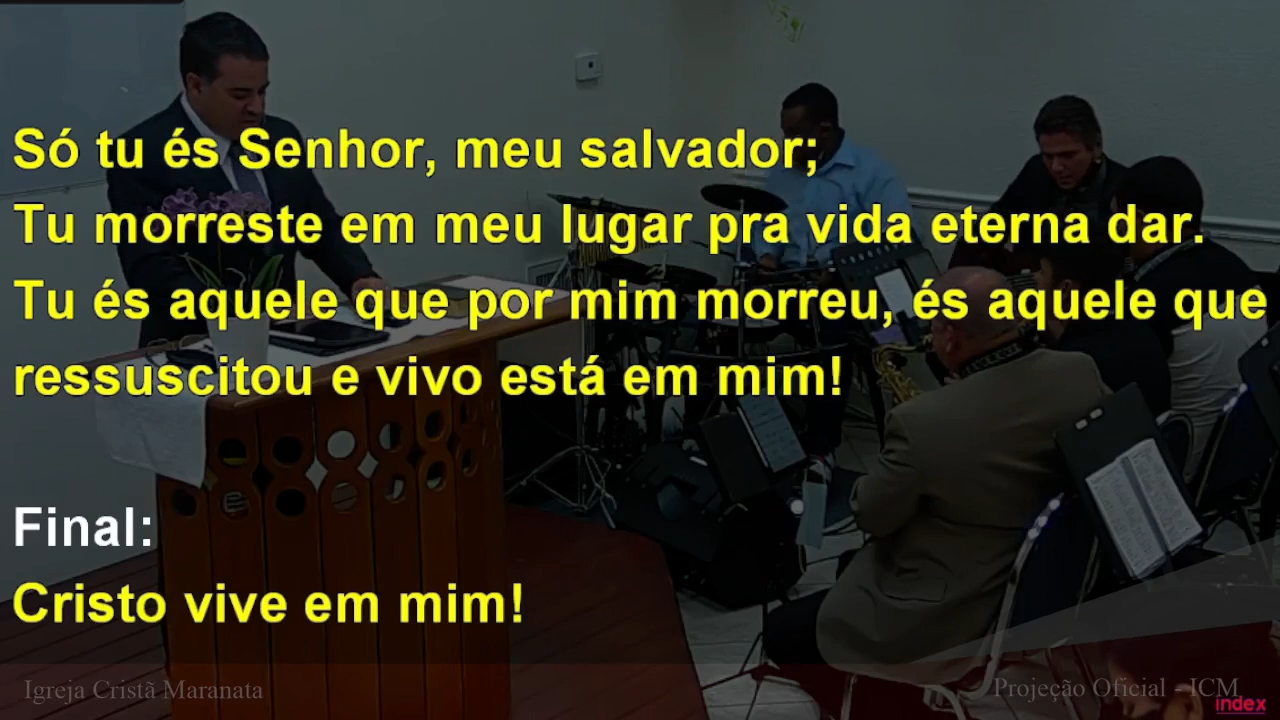 Só tu és Senhor, meu salvador;
Tu morreste em meu lugar pra vida eterna dar.
Tu és aquele que por mim morreu, és aquele que
ressuscitou e vivo está em mim!
Final:
Cristo vive em mim!
Igreja Cristã Maranata
Projeção Oficial - ICM
index